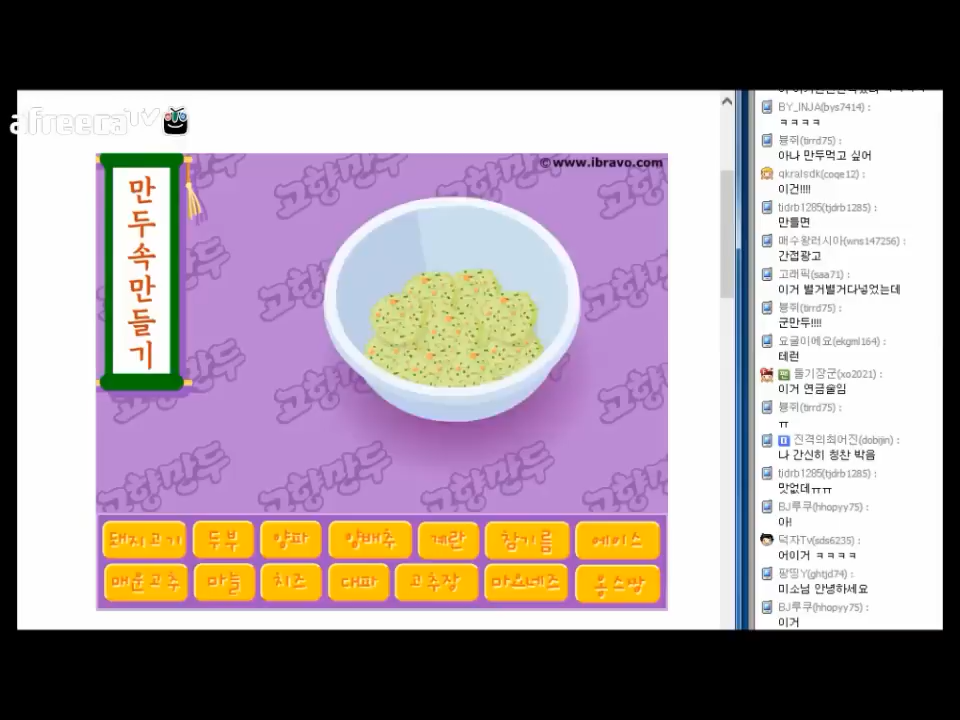 afreecaTV
©www.ibravo.com
만두속만들기
고향만두
돼지고기 두부 양파 양배추 계란 참기름 에이스
매운고추 마늘 치즈 대파 고추장 마요네즈 옥수깡
BY_INJA(bys7414) :
ㅋㅋㅋㅋ
뿅쥐(tirrd75) :
아나 만두먹고 싶어
qkralsdk(coqe12) :
이건!!!!
tjdrb1285(tjdrb1285) :
만들면
매수왕러시아(wns147256) :
간접광고
고래픽(saa71) :
이거 별거별거다넣었는데
뿅쥐(tirrd75) :
군만두!!!!
요굴이에요(ekgml164) :
테런
돌기장군(xo2021) :
이거 연금술임
뿅쥐(tirrd75) :
ㅠ
진격의최어진(dobijin) :
나 간신히 칭찬 박음
tjdrb1285(tjdrb1285) :
맛없데ㅠㅠ
BJ루쿠(hhopyy75) :
아!
덕자Tv(sds6235) :
어이거 ㅋㅋㅋㅋ
팡띵Y(ghtjd74) :
미소님 안녕하세요
BJ루쿠(hhopyy75) :
이거